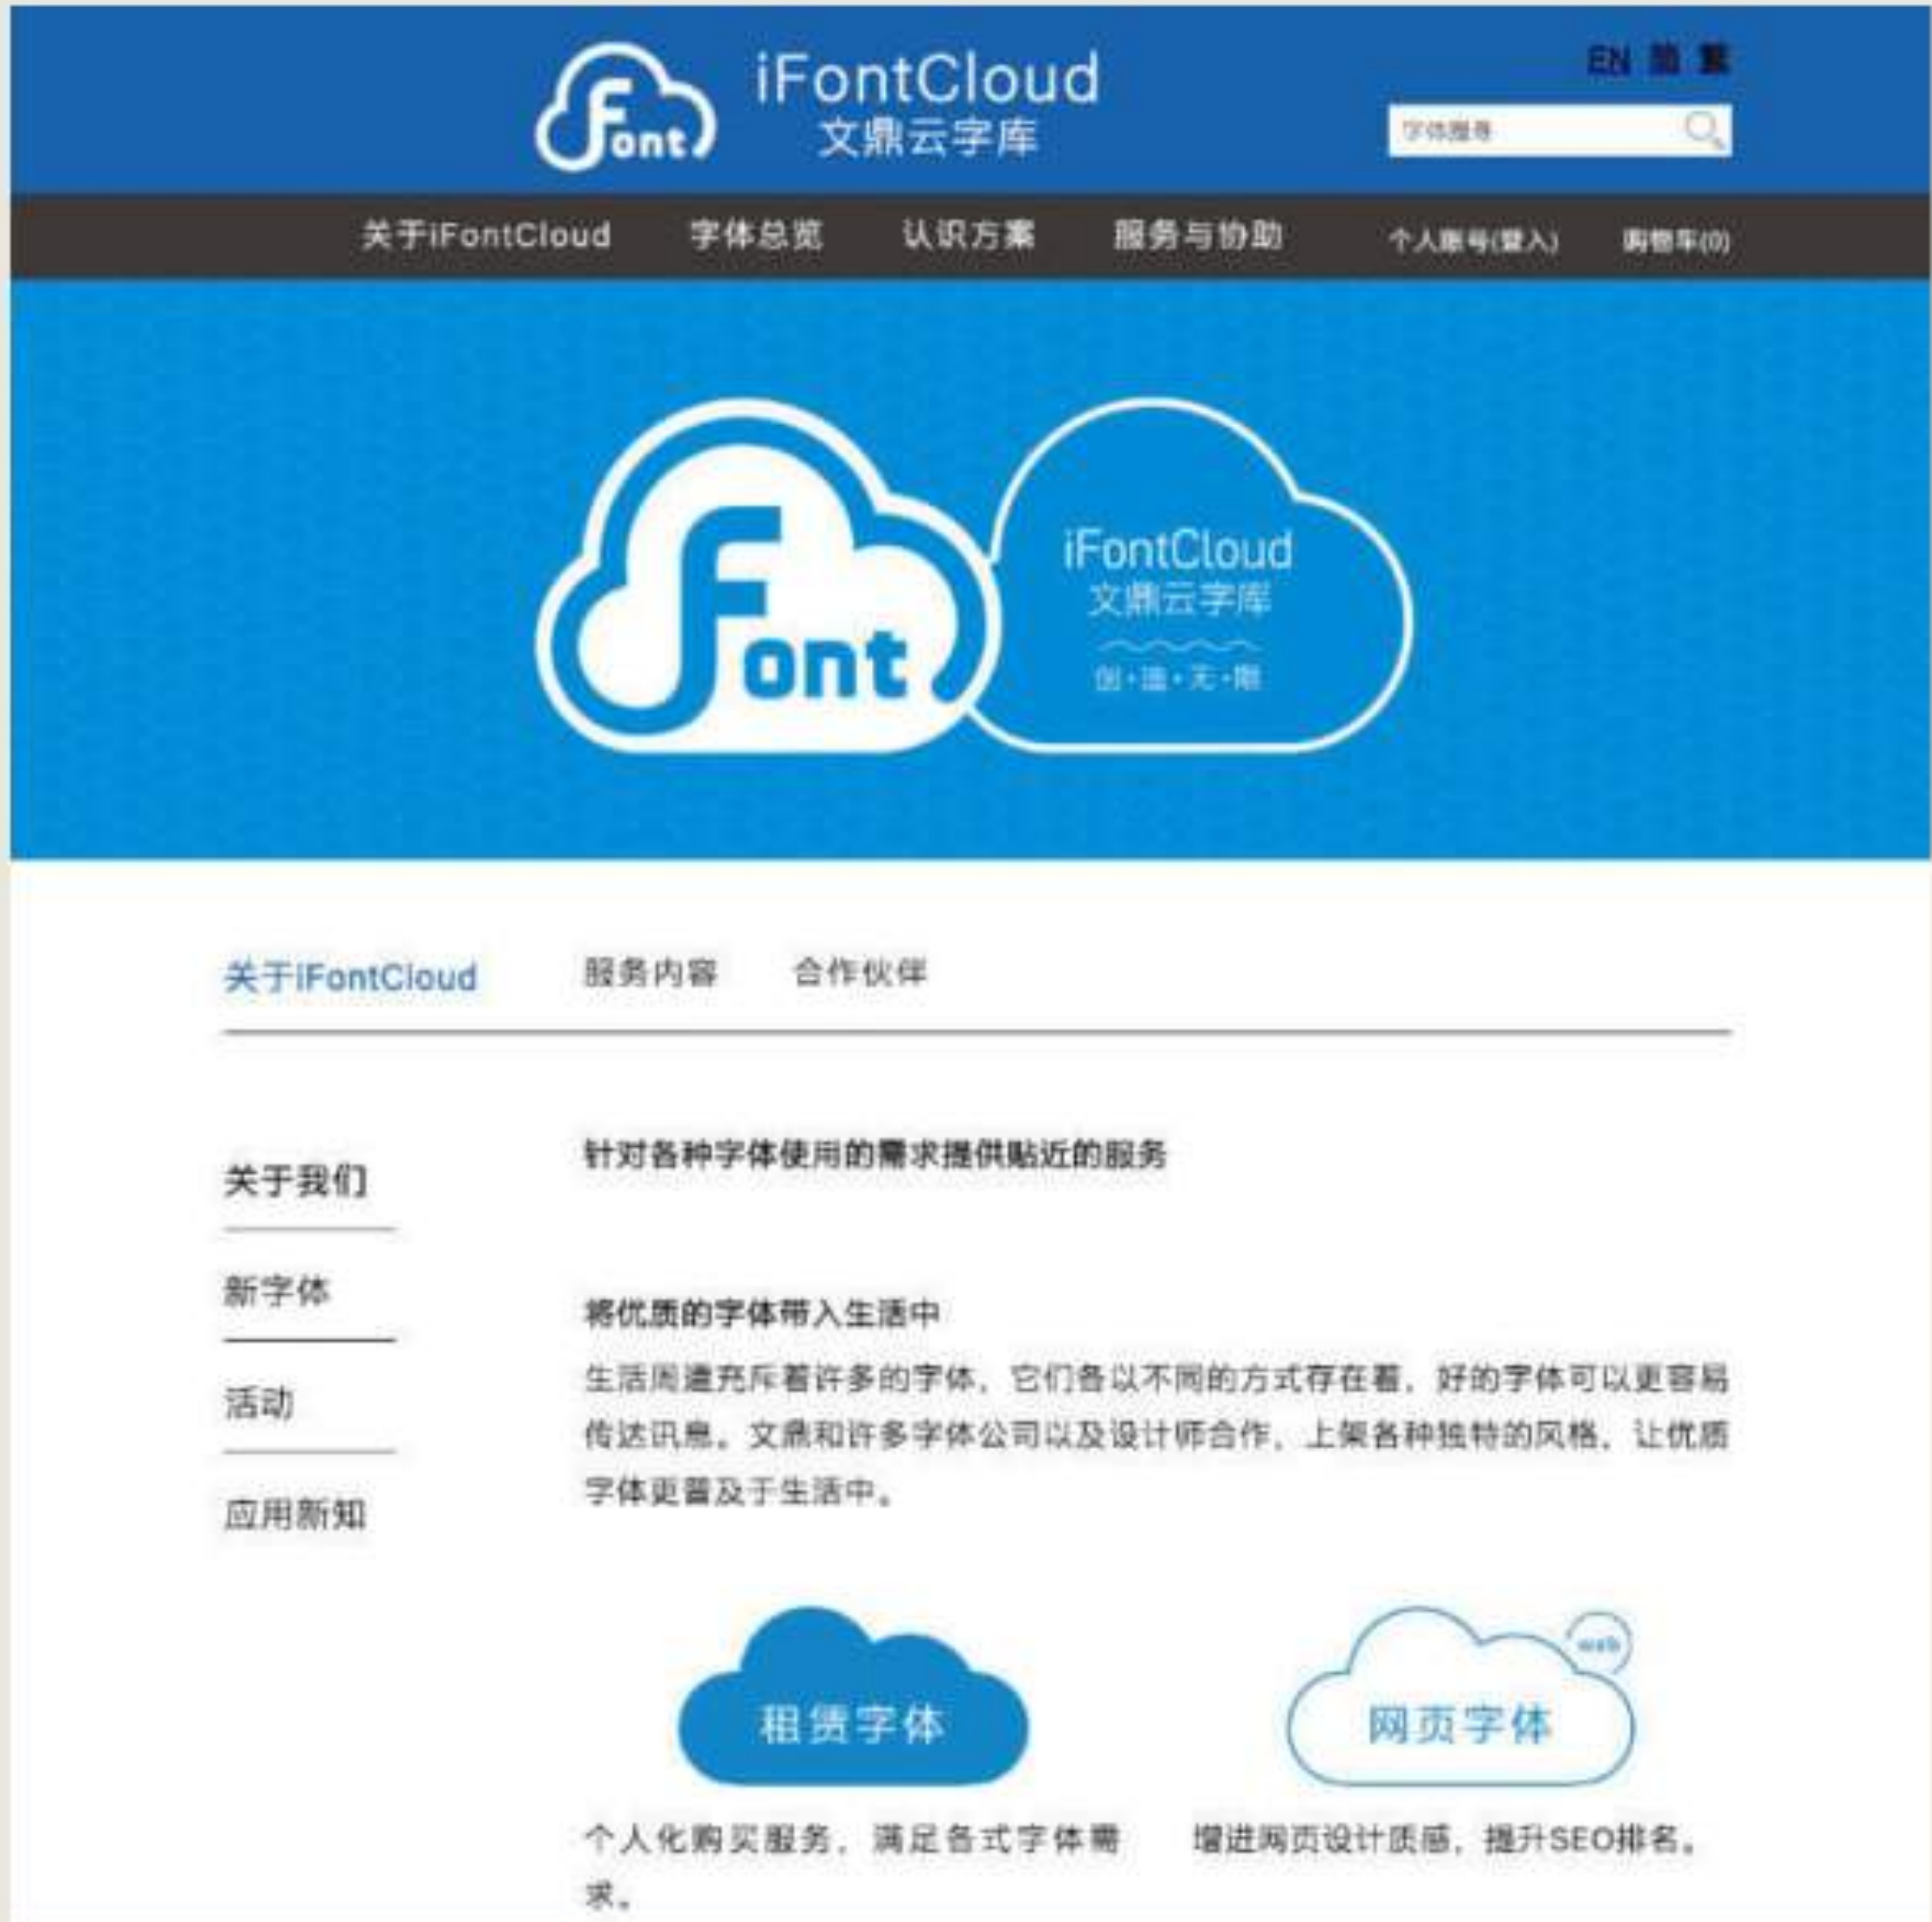 Font
iFontCloud
文鼎云字库
EN 简 繁
字体搜寻
关于iFontCloud 字体总览 认识方案 服务与协助 个人账号(登入) 购物车(0)
Font
iFontCloud
文鼎云字库
创·造·无·限
关于iFontCloud 服务内容 合作伙伴
关于我们
新字体
活动
应用新知
针对各种字体使用的需求提供贴近的服务
将优质的字体带入生活中
生活周遭充斥着许多的字体，它们各以不同的方式存在着，好的字体可以更容易
传达讯息。文鼎和许多字体公司以及设计师合作，上架各种独特的风格，让优质
字体更普及于生活中。
租赁字体
个人化购买服务，满足各式字体需
求。
web
网页字体
增进网页设计质感，提升SEO排名。